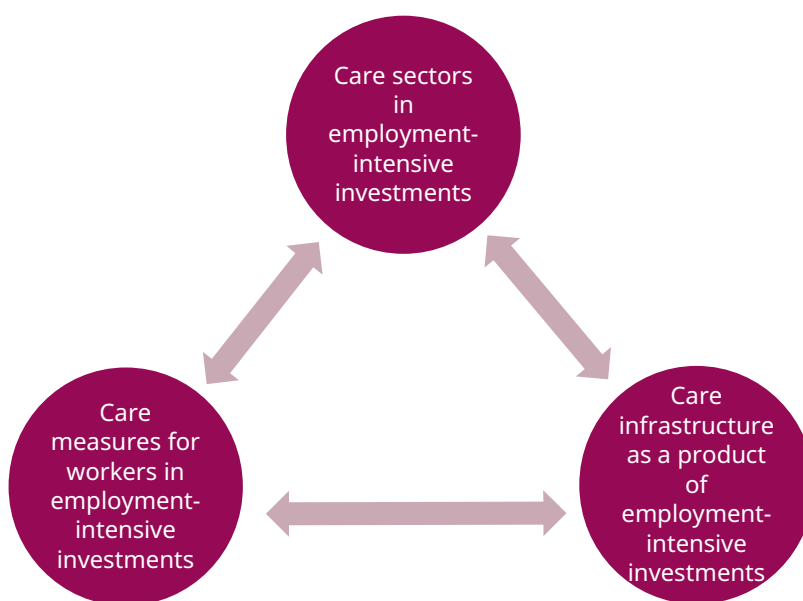 Care sectors
in
employment-
intensive
investments
Care
measures for
workers in
employment-
intensive
investments
Care
infrastructure
as a product
of
employment-
intensive
investments